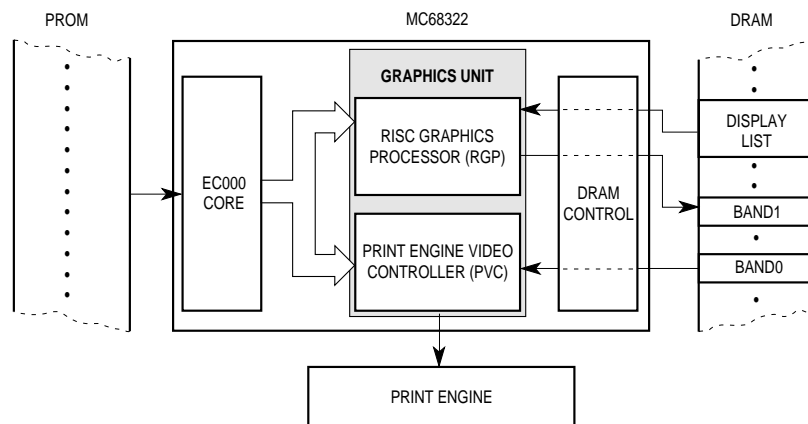 PROM
MC68322
DRAM
GRAPHICS UNIT
EC000
CORE
RISC GRAPHICS
PROCESSOR (RGP)
PRINT ENGINE VIDEO
CONTROLLER (PVC)
DRAM
CONTROL
DISPLAY
LIST
BAND1
BAND0
PRINT ENGINE